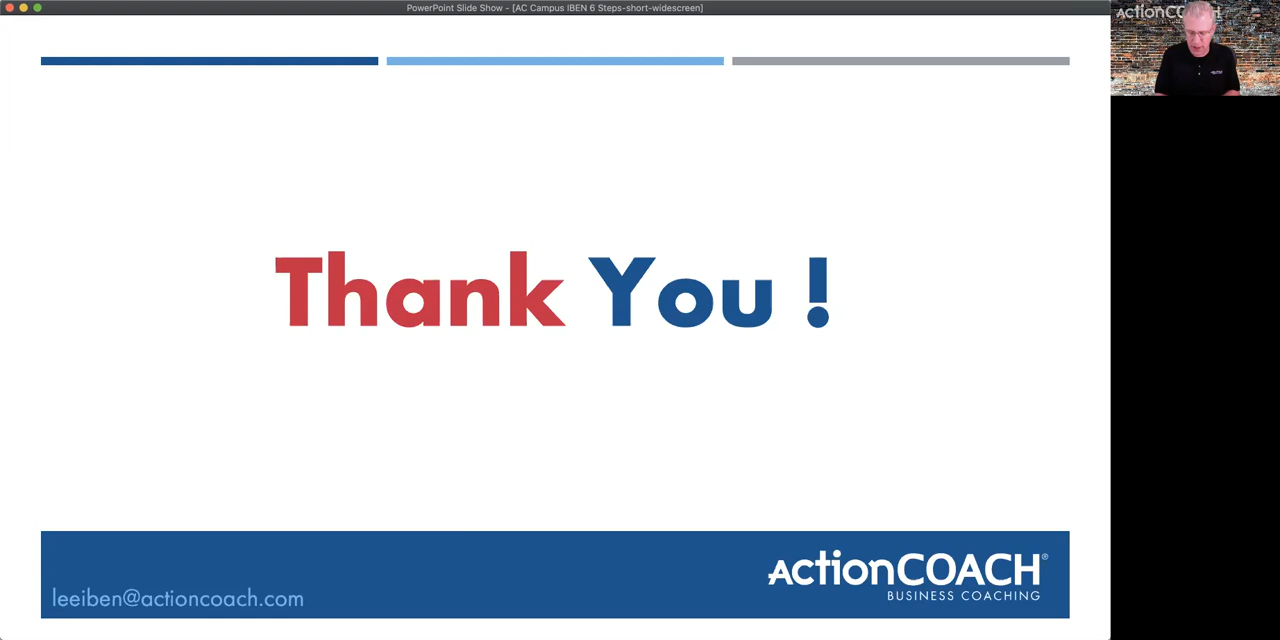 PowerPoint Slide Show - [AC Campus IBEN 6 Steps-short-widescreen]
Thank You !
leeiben@actioncoach.com
actionCOACH®
BUSINESS COACHING